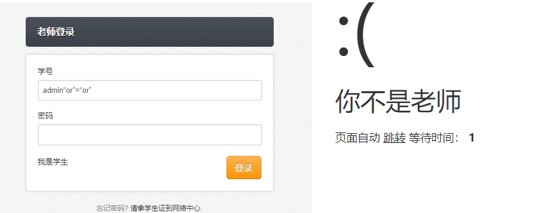 老师登录
学号
admin"or"="or"
密码
我是学生
登录
忘记密码? 请拿学生证到网络中心.
:(
你不是老师
页面自动 跳转 等待时间： 1